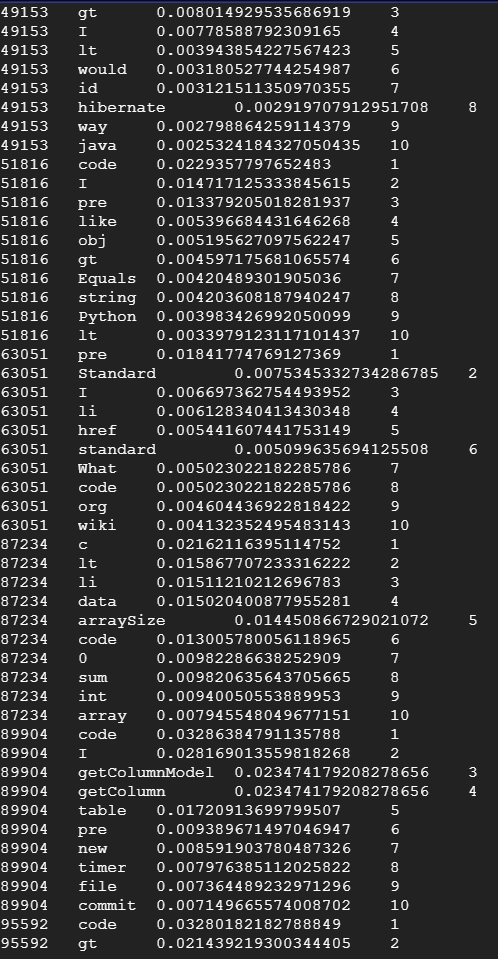 49153 gt 0.008014929535686919 3
49153 I 0.00778588792309165 4
49153 lt 0.003943854227567423 5
49153 would 0.003180527744254987 6
49153 id 0.003121511350970355 7
49153 hibernate 0.002919707912951708 8
49153 way 0.002798864259114379 9
49153 java 0.0025324184327050435 10
51816 code 0.0229357797652483 1
51816 I 0.014717125333845615 2
51816 pre 0.013379205018281937 3
51816 like 0.005396684431646268 4
51816 obj 0.005195627097562247 5
51816 gt 0.004597175681065574 6
51816 Equals 0.00420489301905036 7
51816 string 0.004203608187940247 8
51816 Python 0.003983426992050099 9
51816 lt 0.0033979123117101437 10
63051 pre 0.01841774769127369 1
63051 Standard 0.0075345332734286785 2
63051 I 0.006697362754493952 3
63051 li 0.006128340413430348 4
63051 href 0.005441607441753149 5
63051 standard 0.005099635694125508 6
63051 What 0.005023022182285786 7
63051 code 0.005023022182285786 8
63051 org 0.004604436922818422 9
63051 wiki 0.004132352495483143 10
87234 c 0.02162116395114752 1
87234 lt 0.015867707233316222 2
87234 li 0.01511210212696783 3
87234 data 0.015020400877955281 4
87234 arraySize 0.014450866729021072 5
87234 code 0.013005780056118965 6
87234 0 0.00982286638252909 7
87234 sum 0.009820635643705665 8
87234 int 0.00940050553889953 9
87234 array 0.007945548049677151 10
89904 code 0.03286384791135788 1
89904 I 0.028169013559818268 2
89904 getColumnModel 0.023474179208278656 3
89904 getColumn 0.023474179208278656 4
89904 table 0.01720913699799507 5
89904 pre 0.009389671497046947 6
89904 new 0.008591903780487326 7
89904 timer 0.007976385112025822 8
89904 file 0.007364489232971296 9
89904 commit 0.007149665574008702 10
95592 code 0.03280182182788849 1
95592 gt 0.021439219300344405 2